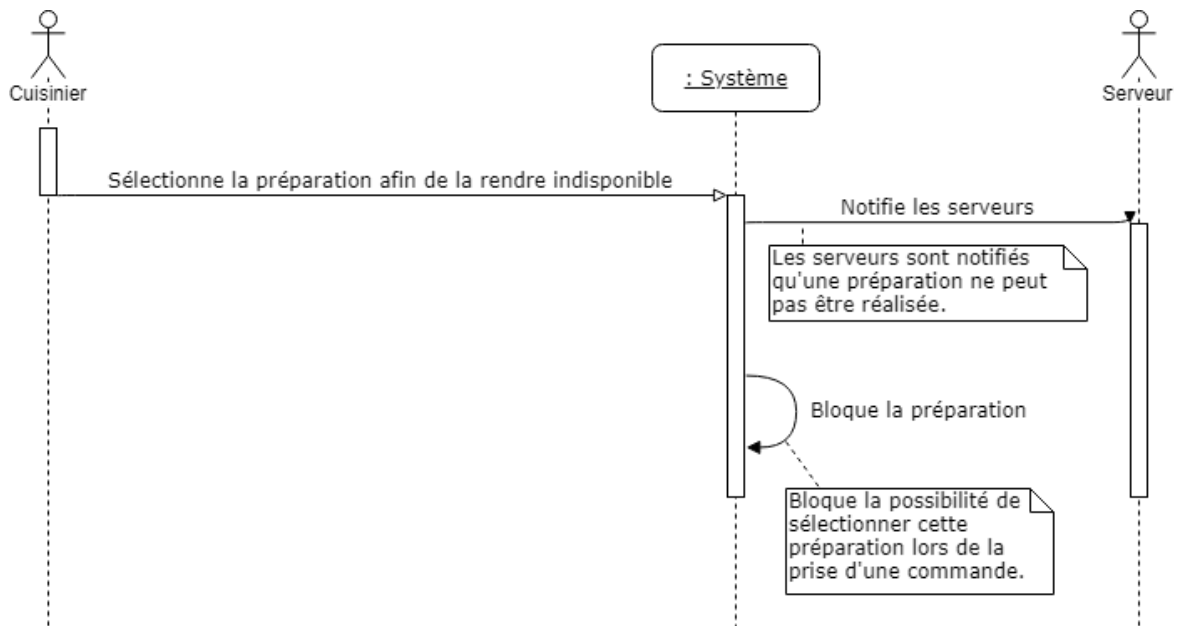 Cuisinier
: Système
Serveur
Sélectionne la préparation afin de la rendre indisponible
Notifie les serveurs
Les serveurs sont notifiés
qu'une préparation ne peut
pas être réalisée.
Bloque la préparation
Bloque la possibilité de
sélectionner cette
préparation lors de la
prise d'une commande.